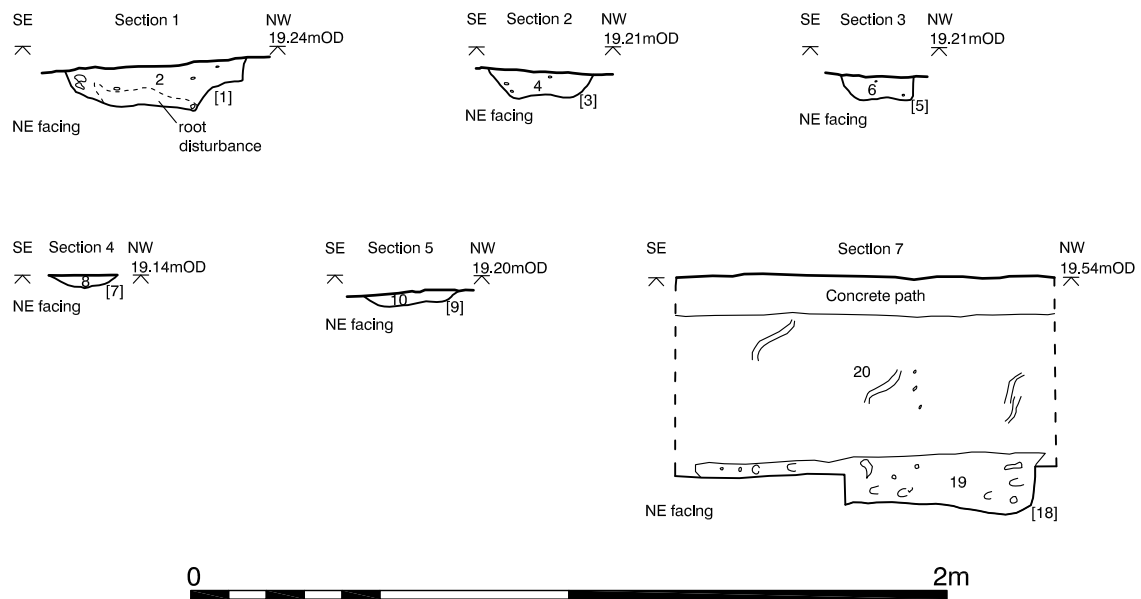 SE Section 1 NW
19.24mOD
2
[1]
NE facing
root
disturbance
SE Section 2 NW
19.21mOD
4
[3]
NE facing
SE Section 3 NW
19.21mOD
6
[5]
NE facing
SE Section 4 NW
19.14mOD
8
[7]
NE facing
SE Section 5 NW
19.20mOD
10
[9]
NE facing
SE Section 7 NW
19.54mOD
Concrete path
20
19
[18]
NE facing
0 2m